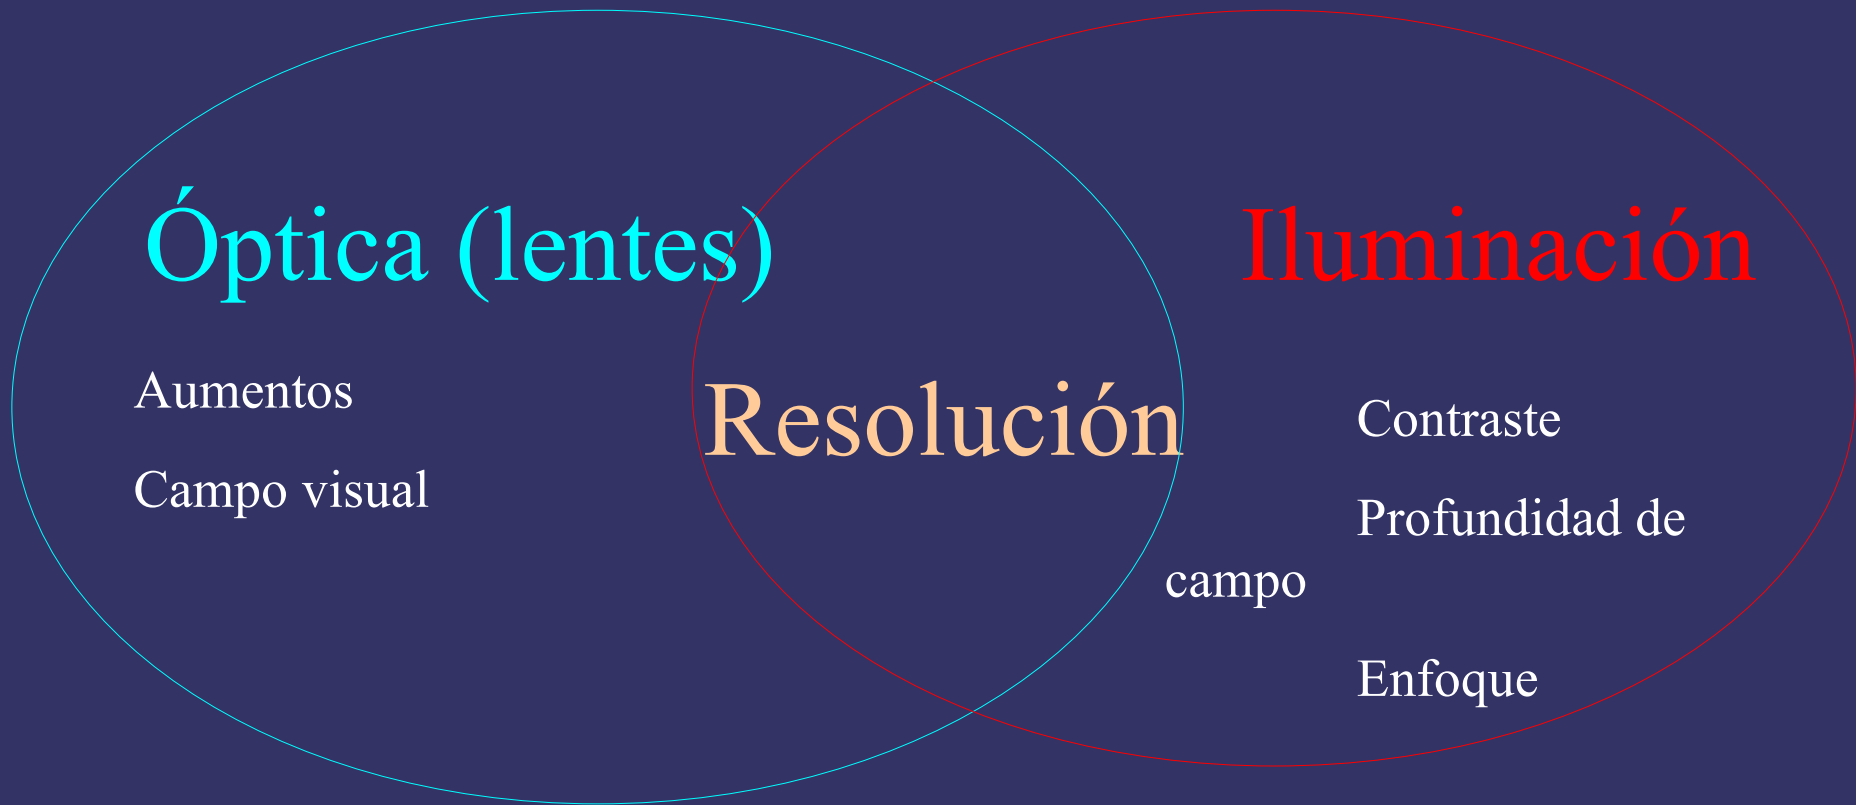 Óptica (lentes)
Aumentos
Campo visual
Resolución
Iluminación
Contraste
Profundidad de
campo
Enfoque